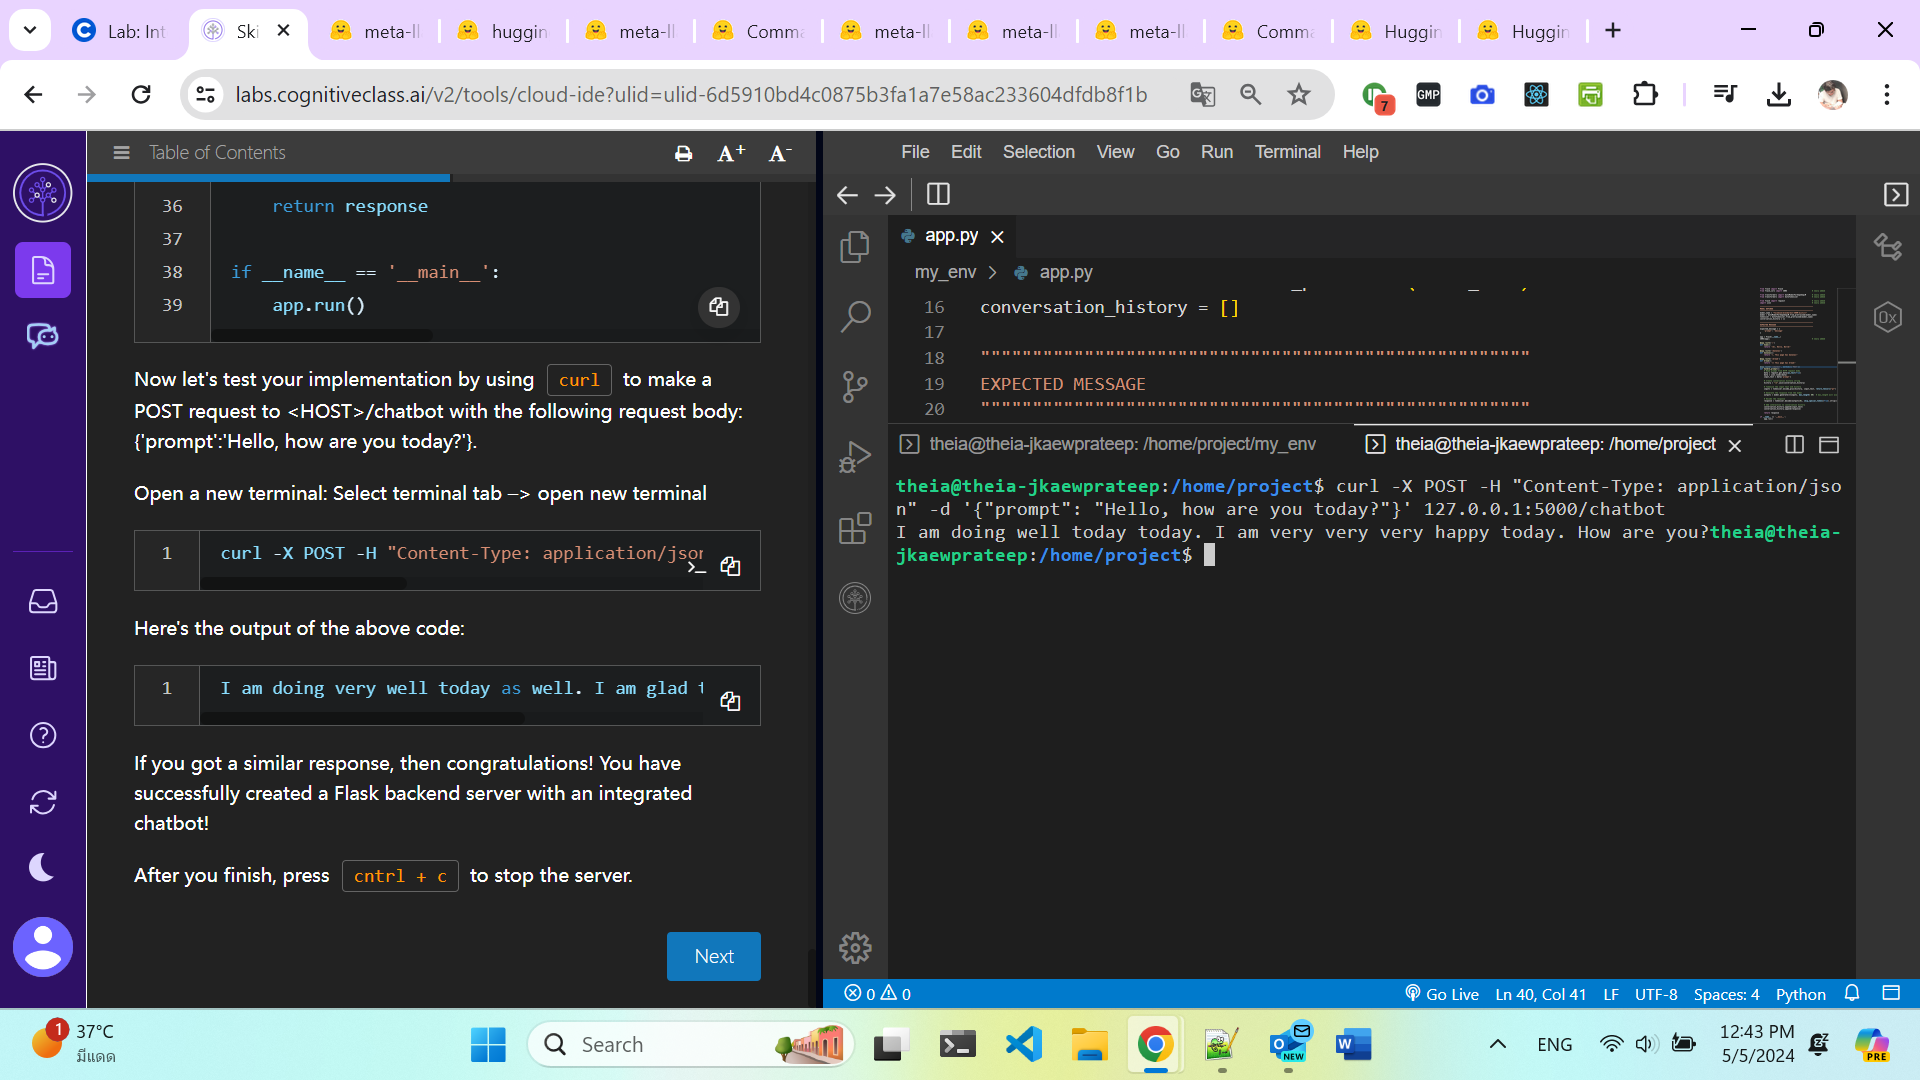 Lab: Int
Ski
meta-ll
huggin
meta-ll
Comma
meta-ll
meta-ll
meta-ll
Comma
Huggin
Huggin
labs.cognitiveclass.ai/v2/tools/cloud-ide?ulid=ulid-6d5910bd4c0875b3fa1a7e58ac233604dfdb8f1b
7
GMP
Table of Contents
A+ A-
36 return response
37
38 if __name__ == '__main__':
39 app.run()
Now let's test your implementation by using curl to make a
POST request to <HOST>/chatbot with the following request body:
{'prompt':'Hello, how are you today?'}.
Open a new terminal: Select terminal tab –> open new terminal
1 curl -X POST -H "Content-Type: application/json
Here's the output of the above code:
1 I am doing very well today as well. I am glad t
If you got a similar response, then congratulations! You have
successfully created a Flask backend server with an integrated
chatbot!
After you finish, press cntrl + c to stop the server.
Next
File Edit Selection View Go Run Terminal Help
app.py
my_env > app.py
16 conversation_history = []
17
18 """""""""""""""""""""""""""""""""""""""""""""""""""""
19 EXPECTED MESSAGE
20 """""""""""""""""""""""""""""""""""""""""""""""""""""
theia@theia-jkaewprateep: /home/project/my_env
theia@theia-jkaewprateep: /home/project
theia@theia-jkaewprateep:/home/project$ curl -X POST -H "Content-Type: application/jso
n" -d '{"prompt": "Hello, how are you today?"}' 127.0.0.1:5000/chatbot
I am doing well today today. I am very very very happy today. How are you?theia@theia-
jkaewprateep:/home/project$
0x
0 0
Go Live Ln 40, Col 41 LF UTF-8 Spaces: 4 Python
1
37°C
มีแดด
Search
NEW
ENG
12:43 PM
5/5/2024
PRE